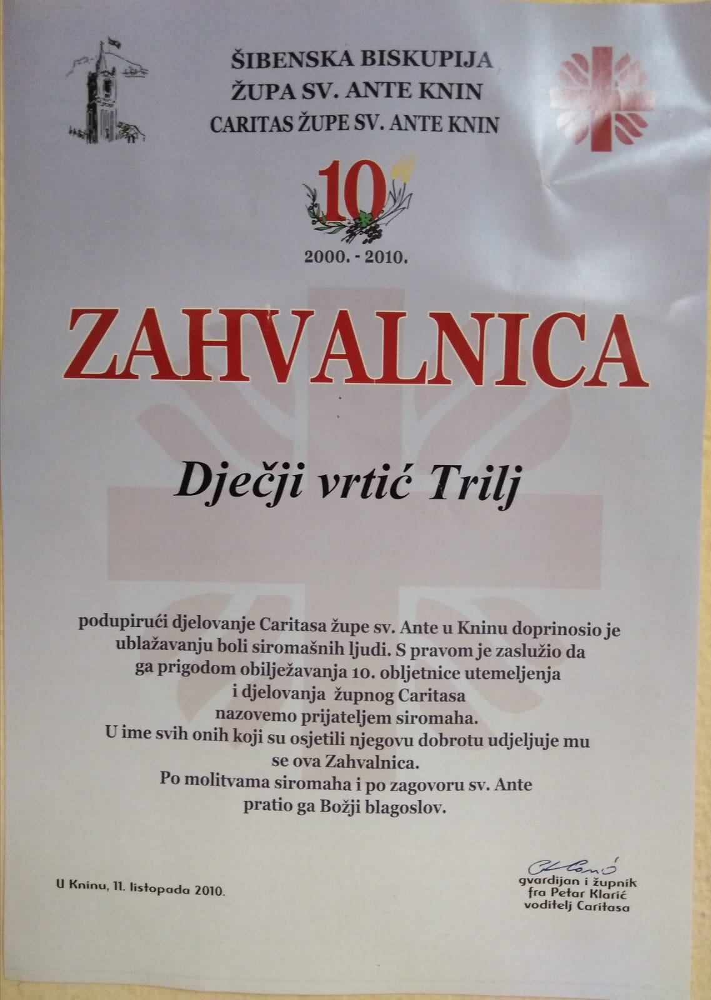 ŠIBENSKA BISKUPIJA
ŽUPA SV. ANTE KNIN
CARITAS ŽUPE SV. ANTE KNIN
10
2000. - 2010.
ZAHVALNICA
Dječji vrtić Trilj
podupirući djelovanje Caritasa župe sv. Ante u Kninu doprinosio je
ublažavanju boli siromašnih ljudi. S pravom je zaslužio da
ga prigodom obilježavanja 10. obljetnice utemeljenja
i djelovanja župnog Caritasa
nazovemo prijateljem siromaha.
U ime svih onih koji su osjetili njegovu dobrotu udjeljuje mu
se ova Zahvalnica.
Po molitvama siromaha i po zagovoru sv. Ante
pratio ga Božji blagoslov.
U Kninu, 11. listopada 2010.
gvardijan i župnik
fra Petar Klarić
voditelj Caritasa